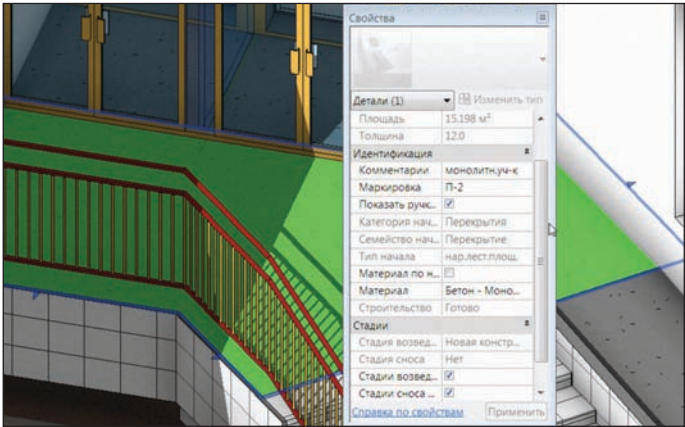 Свойства
Детали (1) Изменить тип
Площадь 15.198 м²
Толщина 12.0
Идентификация
Комментарии монолитн.уч-к
Маркировка П-2
Показать ручк...
Категория нач... Перекрытия
Семейство нач... Перекрытие
Тип начала нар.лест.площ.
Материал по н...
Материал Бетон - Моно...
Строительство Готово
Стадии
Стадия возвед... Новая констр...
Стадия сноса Нет
Стадии возвед...
Стадии сноса ...
Справка по свойствам Применить